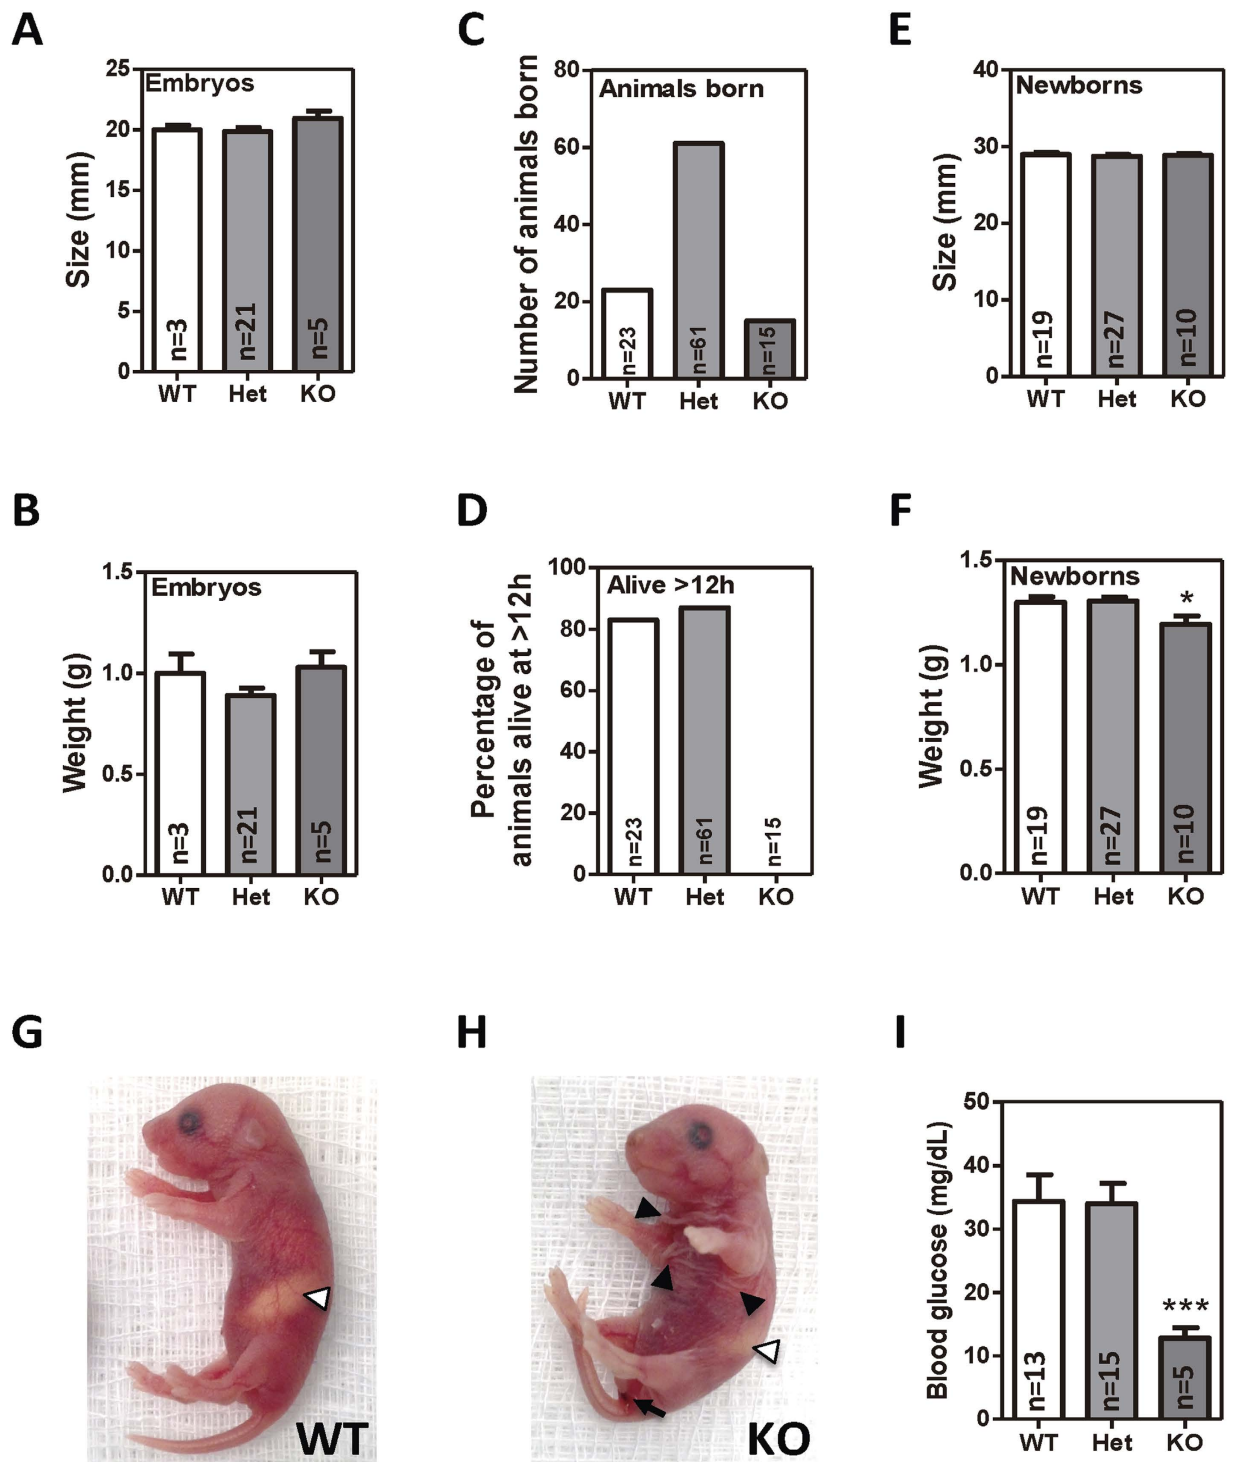 A
Embryos
Size (mm)
25
20
15
10
5
0
n=3
n=21
n=5
WT
Het
KO
C
Animals born
Number of animals born
80
60
40
20
0
n=23
n=61
n=15
WT
Het
KO
E
Newborns
Size (mm)
40
30
20
10
0
n=19
n=27
n=10
WT
Het
KO
B
Embryos
Weight (g)
1.5
1.0
0.5
0.0
n=3
n=21
n=5
WT
Het
KO
D
Alive >12h
Percentage of
animals alive at >12h
100
80
60
40
20
0
n=23
n=61
n=15
WT
Het
KO
F
Newborns
Weight (g)
1.5
1.0
0.5
0.0
*
n=19
n=27
n=10
WT
Het
KO
G
WT
H
KO
I
Blood glucose (mg/dL)
50
40
30
20
10
0
***
n=13
n=15
n=5
WT
Het
KO